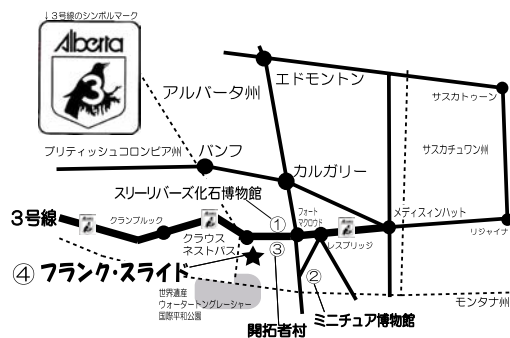 ↓３号線のシンボルマーク
Alberta
3
エドモントン
アルバータ州
サスカトゥーン
ブリティッシュコロンビア州
バンフ
サスカチュワン州
カルガリー
スリーリバーズ化石博物館
3号線
クランブルック
①
フォート
マクウド
メディスィンハット
リジャイナ
クラウス
ネストパス
③
レスブリッジ
④ フランク・スライド
②
世界遺産
ウォータートングレーシャー
国際平和公園
モンタナ州
開拓者村
ミニチュア博物館